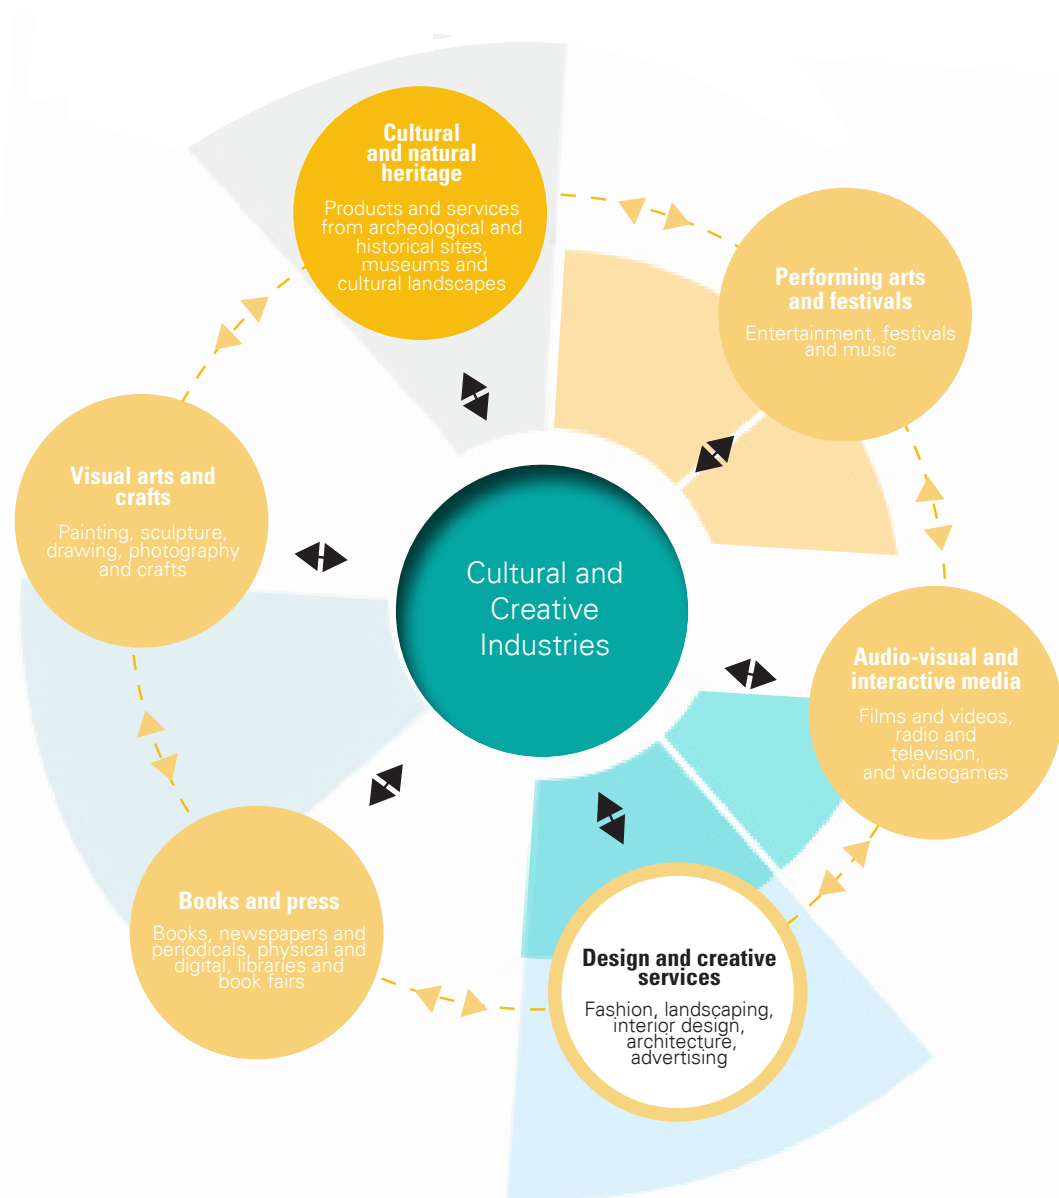 Cultural
and natural
heritage
Products and services
from archeological and
historical sites,
museums and
cultural landscapes
Performing arts
and festivals
Entertainment, festivals
and music
Visual arts and
crafts
Painting, sculpture,
drawing, photography
and crafts
Cultural and
Creative
Industries
Audio-visual and
interactive media
Films and videos,
radio and
television,
and videogames
Books and press
Books, newspapers and
periodicals, physical and
digital, libraries and
book fairs
Design and creative
services
Fashion, landscaping,
interior design,
architecture,
advertising